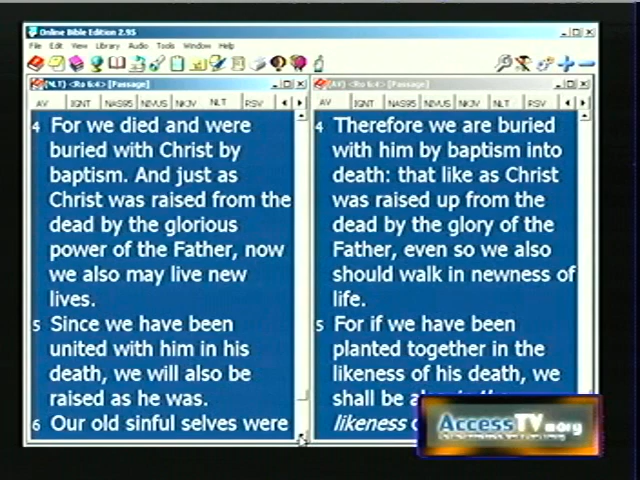 Online Bible Edition 2.95
File Edit View Library Audio Tools Window Help
(NLT) <Ro 6:4> [Passage]
AV IGNT NAS95 NIVUS NKJV NLT RSV
4 For we died and were
buried with Christ by
baptism. And just as
Christ was raised from the
dead by the glorious
power of the Father, now
we also may live new
lives.
5 Since we have been
united with him in his
death, we will also be
raised as he was.
6 Our old sinful selves were
(AV) <Ro 6:4> [Passage]
AV IGNT NAS95 NIVUS NKJV NLT RSV
4 Therefore we are buried
with him by baptism into
death: that like as Christ
was raised up from the
dead by the glory of the
Father, even so we also
should walk in newness of
life.
5 For if we have been
planted together in the
likeness of his death, we
shall be also in the
likeness
AccessTV.org